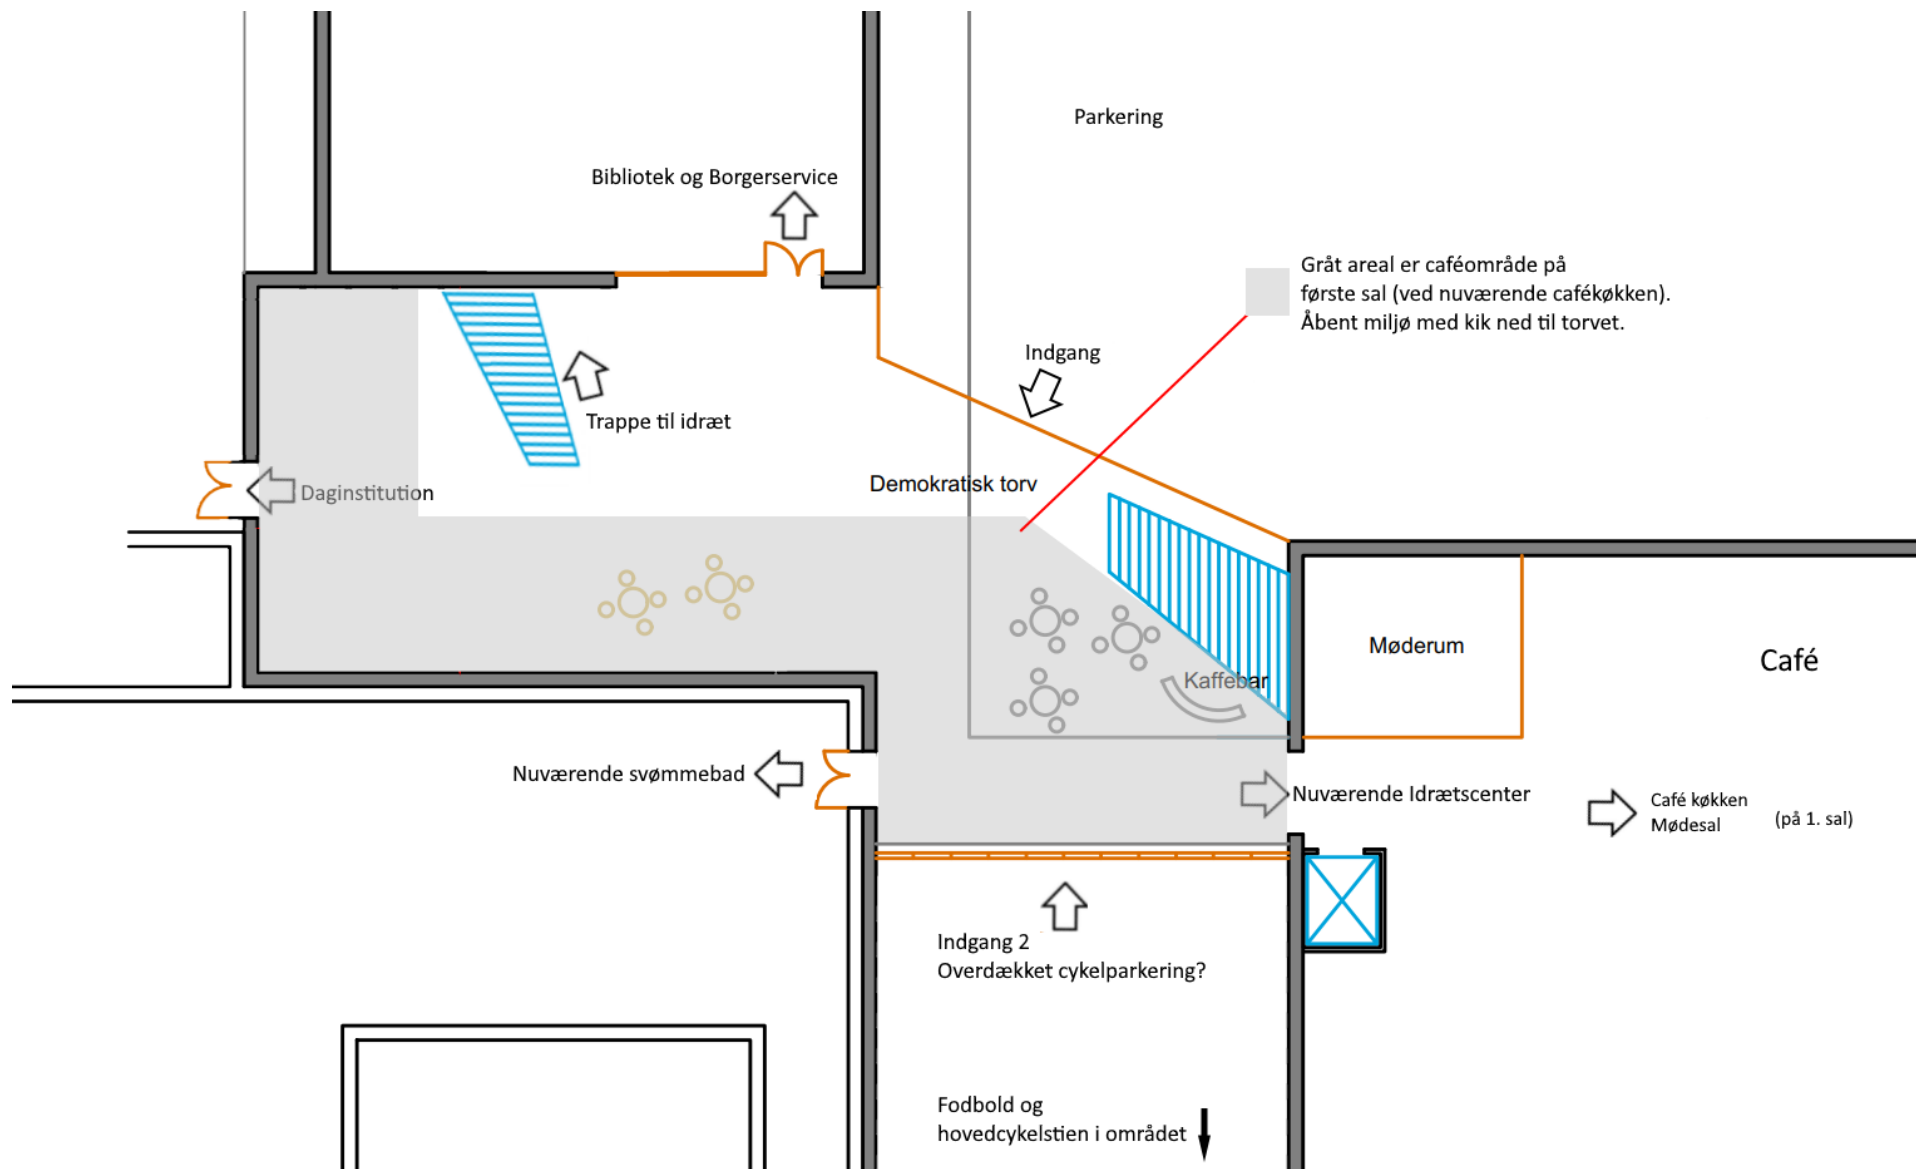 Parkering
Bibliotek og Borgerservice
Gråt areal er caféområde på
første sal (ved nuværende cafékøkken).
Åbent miljø med kik ned til torvet.
Indgang
Trappe til idræt
Demokratisk torv
Daginstitution
Møderum
Café
Kaffebar
Nuværende svømmebad
Nuværende Idrætscenter
Café køkken
Mødesal (på 1. sal)
Indgang 2
Overdækket cykelparkering?
Fodbold og
hovedcykelstien i området